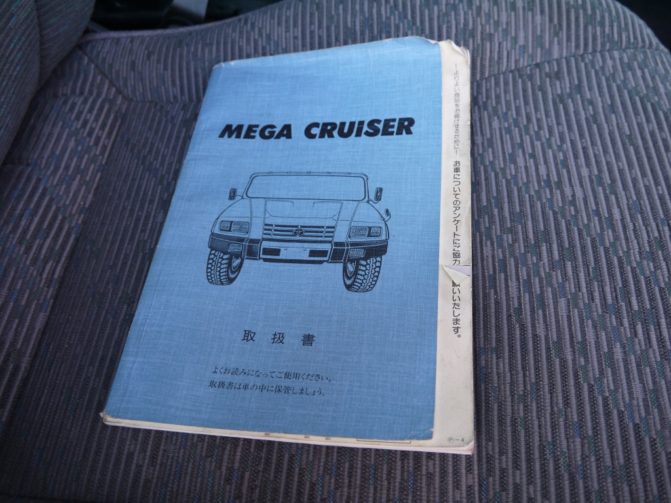 MEGA CRUiSER
取扱書
よくお読みになってご使用ください。
取扱書は車の中に保管しましょう。
お車についてのアンケートにご協力
願いいたします。